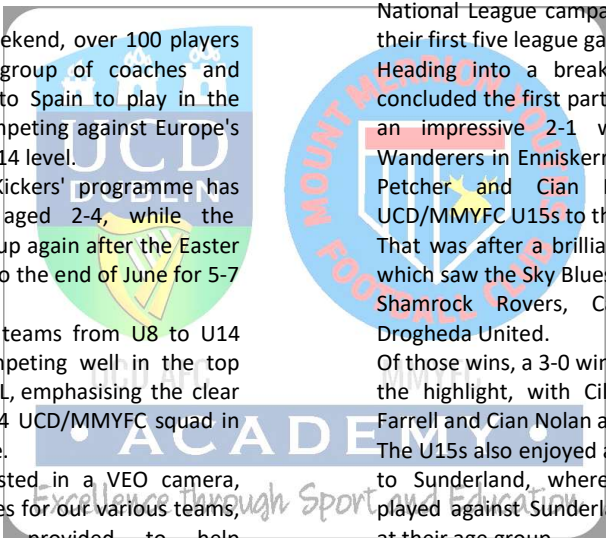 ekend, over 100 players
group of coaches and
to Spain to play in the
mpeting against Europe's
14 level.
Kickers' programme has
aged 2-4, while the
up again after the Easter
o the end of June for 5-7
teams from U8 to U14
mpeting well in the top
L, emphasising the clear
4 UCD/MMYFC squad in
e.
sted in a VEO camera,
es for our various teams,
provided to help
National League campa
their first five league ga
Heading into a break
concluded the first part
an impressive 2-1 w
Wanderers in Enniskerr
Petcher and Cian
UCD/MMYFC U15s to th
That was after a brillia
which saw the Sky Blues
Shamrock Rovers, C
Drogheda United.
Of those wins, a 3-0 win
the highlight, with Cil
Farrell and Cian Nolan a
The U15s also enjoyed a
to Sunderland, where
played against Sunderla
at their age group
UCD
DUBLIN
MOUNT MERRION YOUTHS
FOOTBALL CLUB
UCD AFC
MMYFC
• ACADEMY •
Excellence through Sport and Education